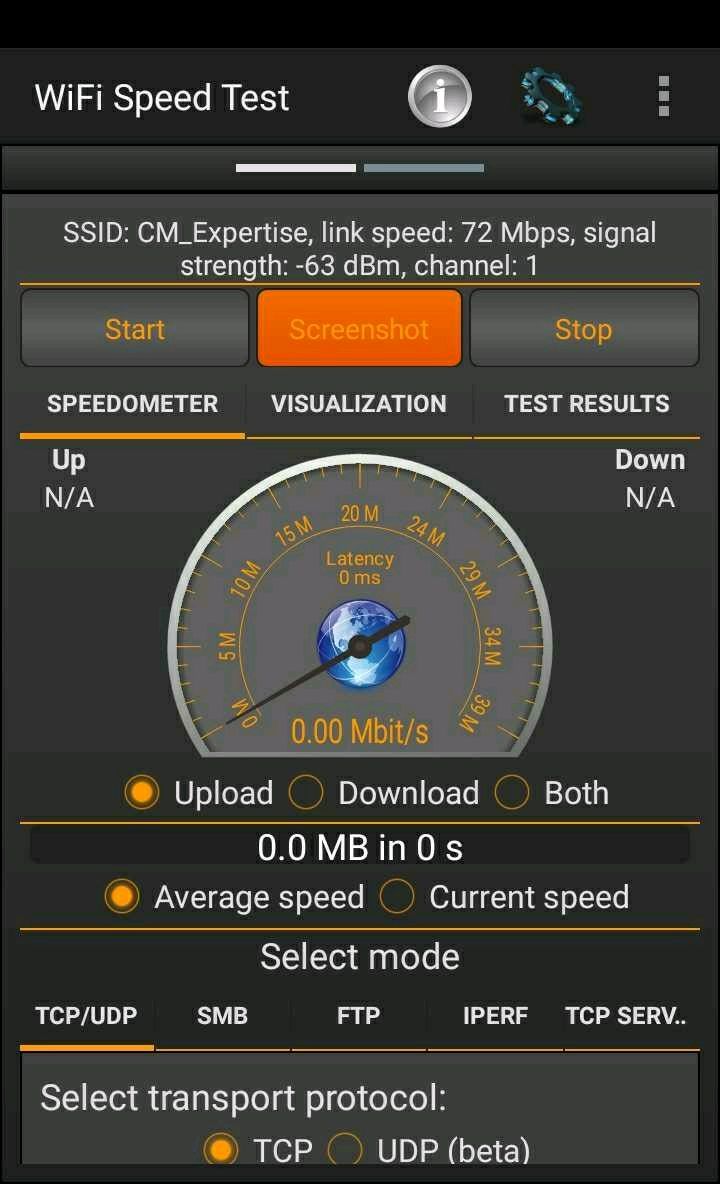 WiFi Speed Test
SSID: CM_Expertise, link speed: 72 Mbps, signal
strength: -63 dBm, channel: 1
Start Screenshot Stop
SPEEDOMETER VISUALIZATION TEST RESULTS
Up Down
N/A N/A
0M 5 M 10 M 15 M 20 M 24 M 29 M 34 M 39 M
Latency
0 ms
0.00 Mbit/s
Upload Download Both
0.0 MB in 0 s
Average speed Current speed
Select mode
TCP/UDP SMB FTP IPERF TCP SERV..
Select transport protocol:
TCP UDP (beta)